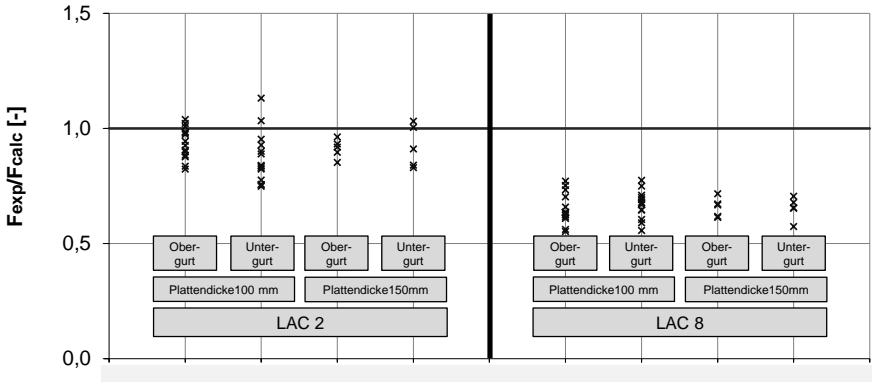 1,5
1,0
0,5
0,0
Fexp/Fcalc [-]
Ober-
gurt
Unter-
gurt
Ober-
gurt
Unter-
gurt
Ober-
gurt
Unter-
gurt
Ober-
gurt
Unter-
gurt
Plattendicke100 mm
Plattendicke150mm
Plattendicke100 mm
Plattendicke150mm
LAC 2
LAC 8